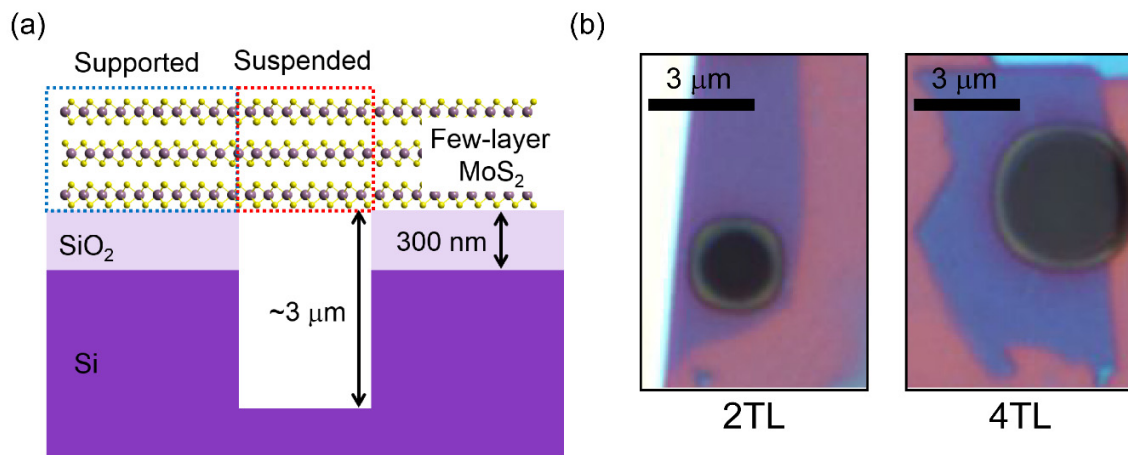 (a)
Supported
Suspended
Few-layer
MoS₂
SiO₂
300 nm
~3 μm
Si
(b)
3 μm
3 μm
2TL
4TL